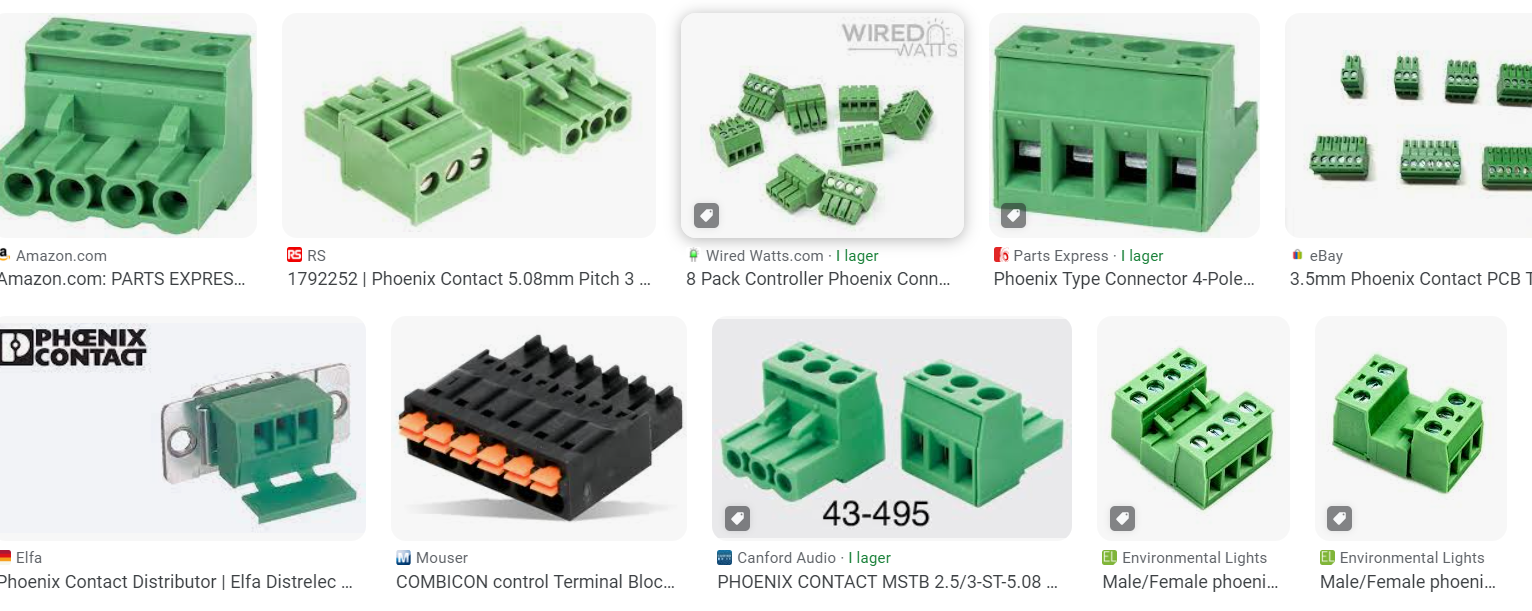 WIRED
WATTS
Amazon.com
RS
RS
Wired Watts.com · I lager
Parts Express · I lager
eBay
Amazon.com: PARTS EXPRES...
1792252 | Phoenix Contact 5.08mm Pitch 3 ...
8 Pack Controller Phoenix Conn...
Phoenix Type Connector 4-Pole...
3.5mm Phoenix Contact PCB T
PHŒNIX
CONTACT
43-495
Elfa
Mouser
Canford Audio · I lager
EL Environmental Lights
EL Environmental Lights
Phoenix Contact Distributor | Elfa Distrelec ...
COMBICON control Terminal Bloc...
PHOENIX CONTACT MSTB 2.5/3-ST-5.08 ...
Male/Female phoeni...
Male/Female phoeni...